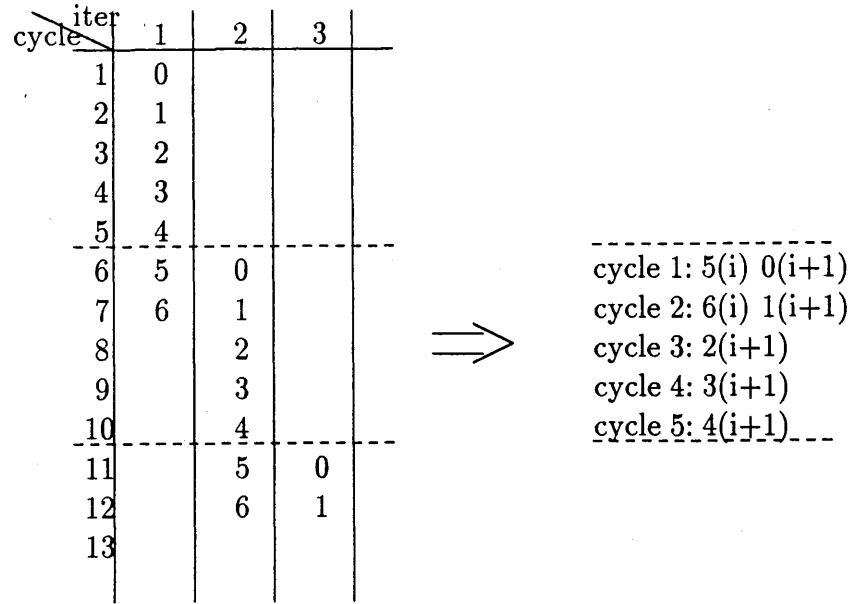 iter
cycle 1 2 3
1 0
2 1
3 2
4 3
5 4
6 5 0
7 6 1
8 2
9 3
10 4
11 5 0
12 6 1
13
cycle 1: 5(i) 0(i+1)
cycle 2: 6(i) 1(i+1)
cycle 3: 2(i+1)
cycle 4: 3(i+1)
cycle 5: 4(i+1)